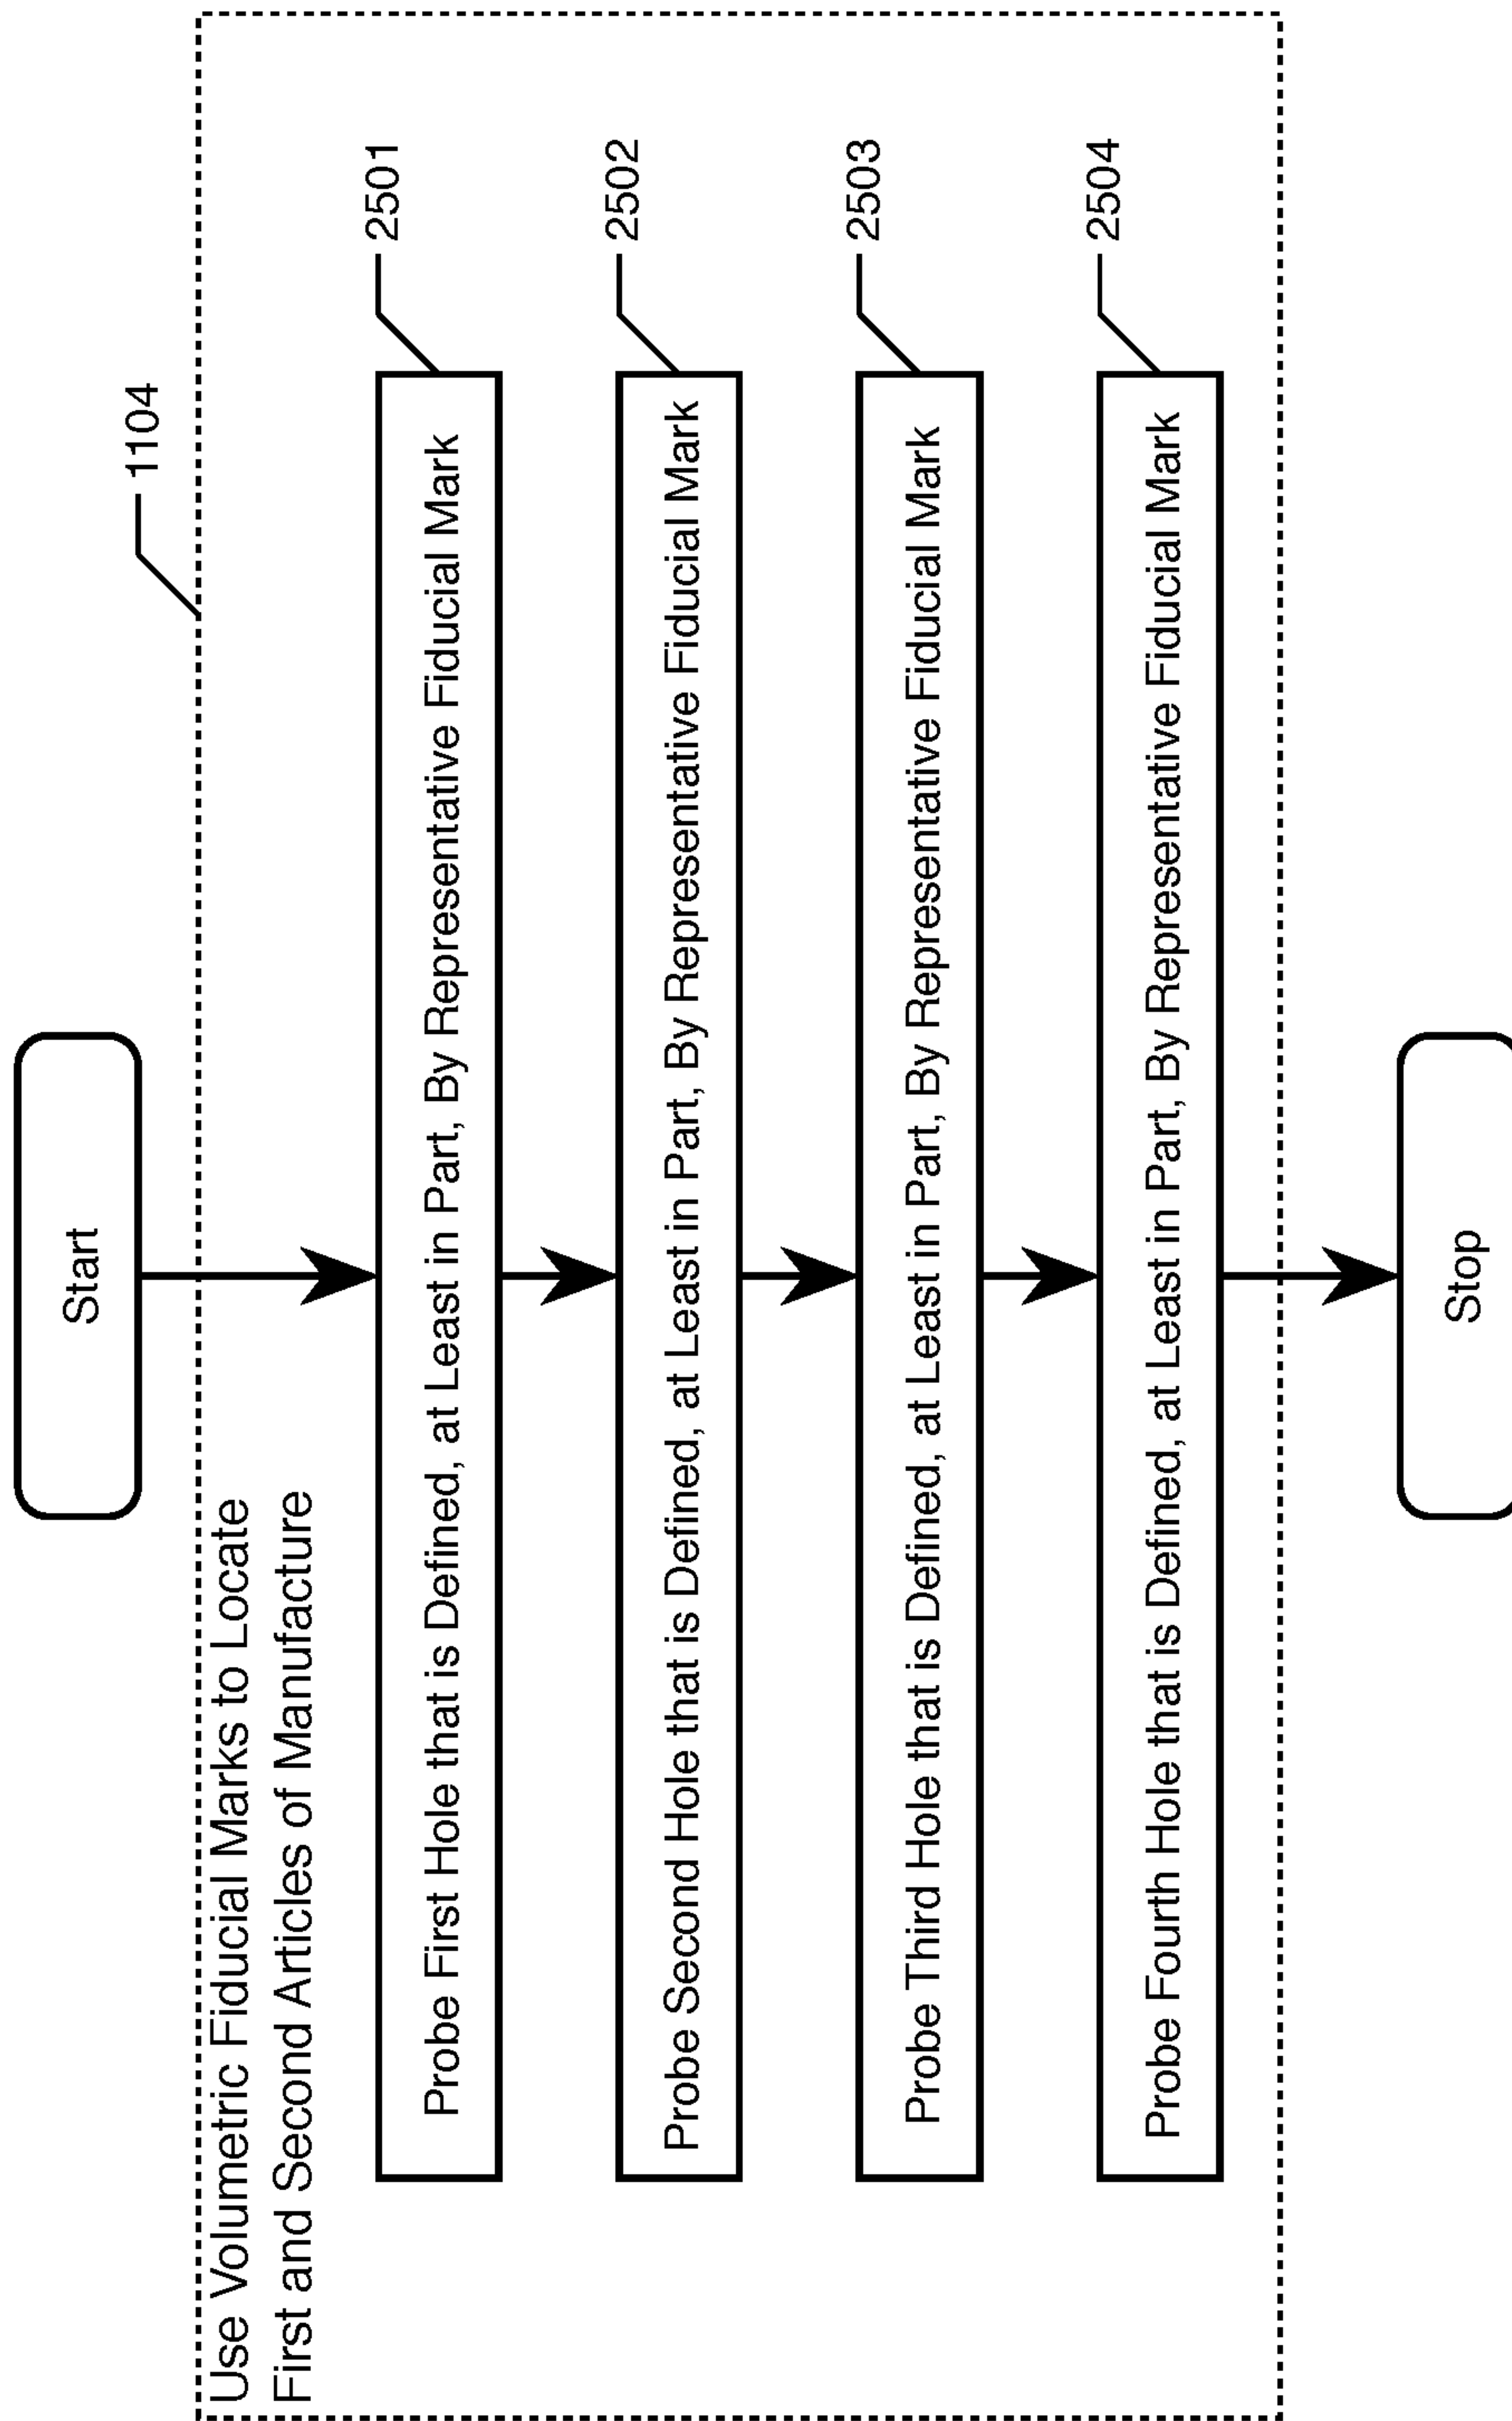 Start
1104
Use Volumetric Fiducial Marks to Locate
First and Second Articles of Manufacture
2501
Probe First Hole that is Defined, at Least in Part, By Representative Fiducial Mark
2502
Probe Second Hole that is Defined, at Least in Part, By Representative Fiducial Mark
2503
Probe Third Hole that is Defined, at Least in Part, By Representative Fiducial Mark
2504
Probe Fourth Hole that is Defined, at Least in Part, By Representative Fiducial Mark
Stop